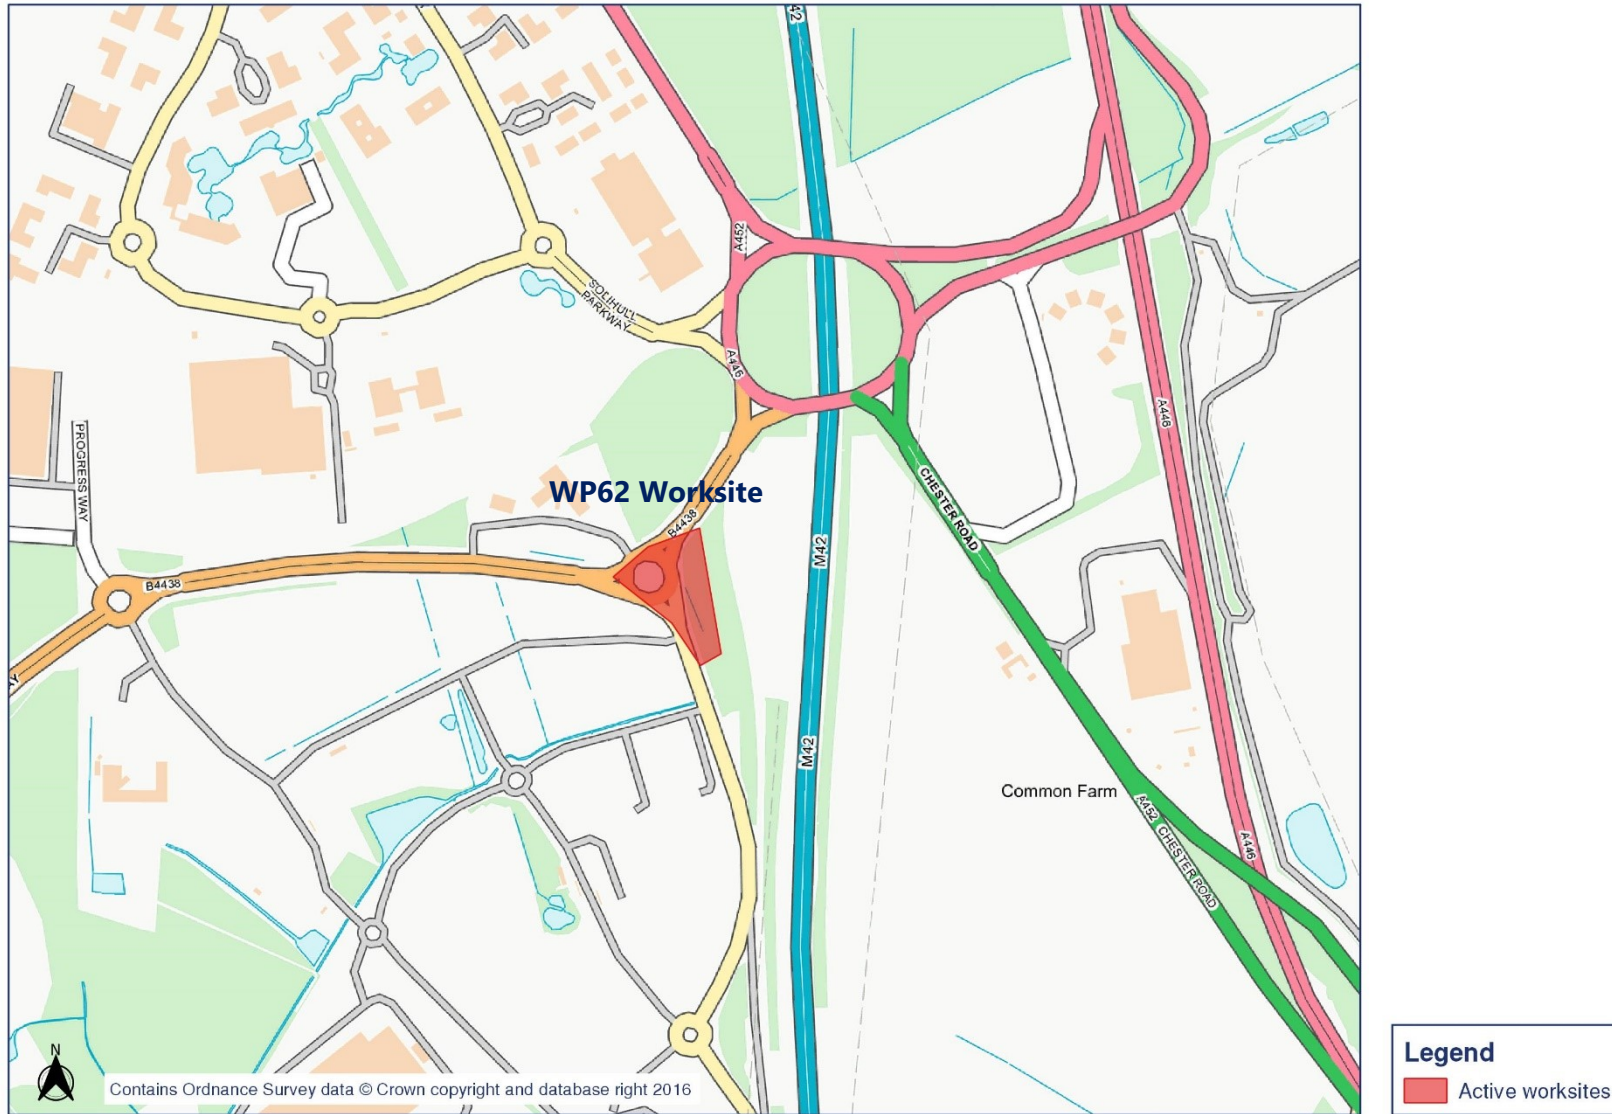 42
A452
SOLIHULL
PARKWAY
A446
PROGRESS WAY
A446
CHESTER ROAD
WP62 Worksite
B4438
M42
B4438
M42
Common Farm
A452 CHESTER ROAD
A446
N
Contains Ordnance Survey data © Crown copyright and database right 2016
Legend
Active worksites